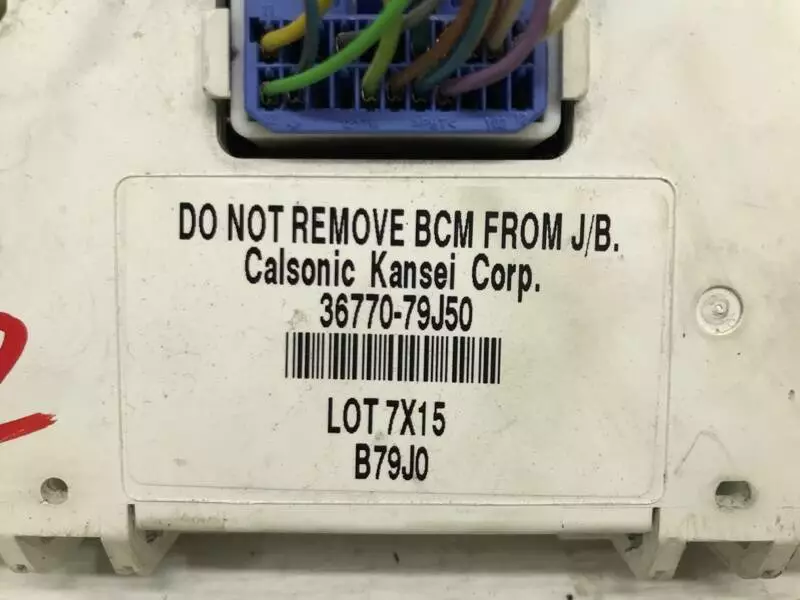 DO NOT REMOVE BCM FROM J/B.
Calsonic Kansei Corp.
36770-79J50
LOT 7X15
B79J0